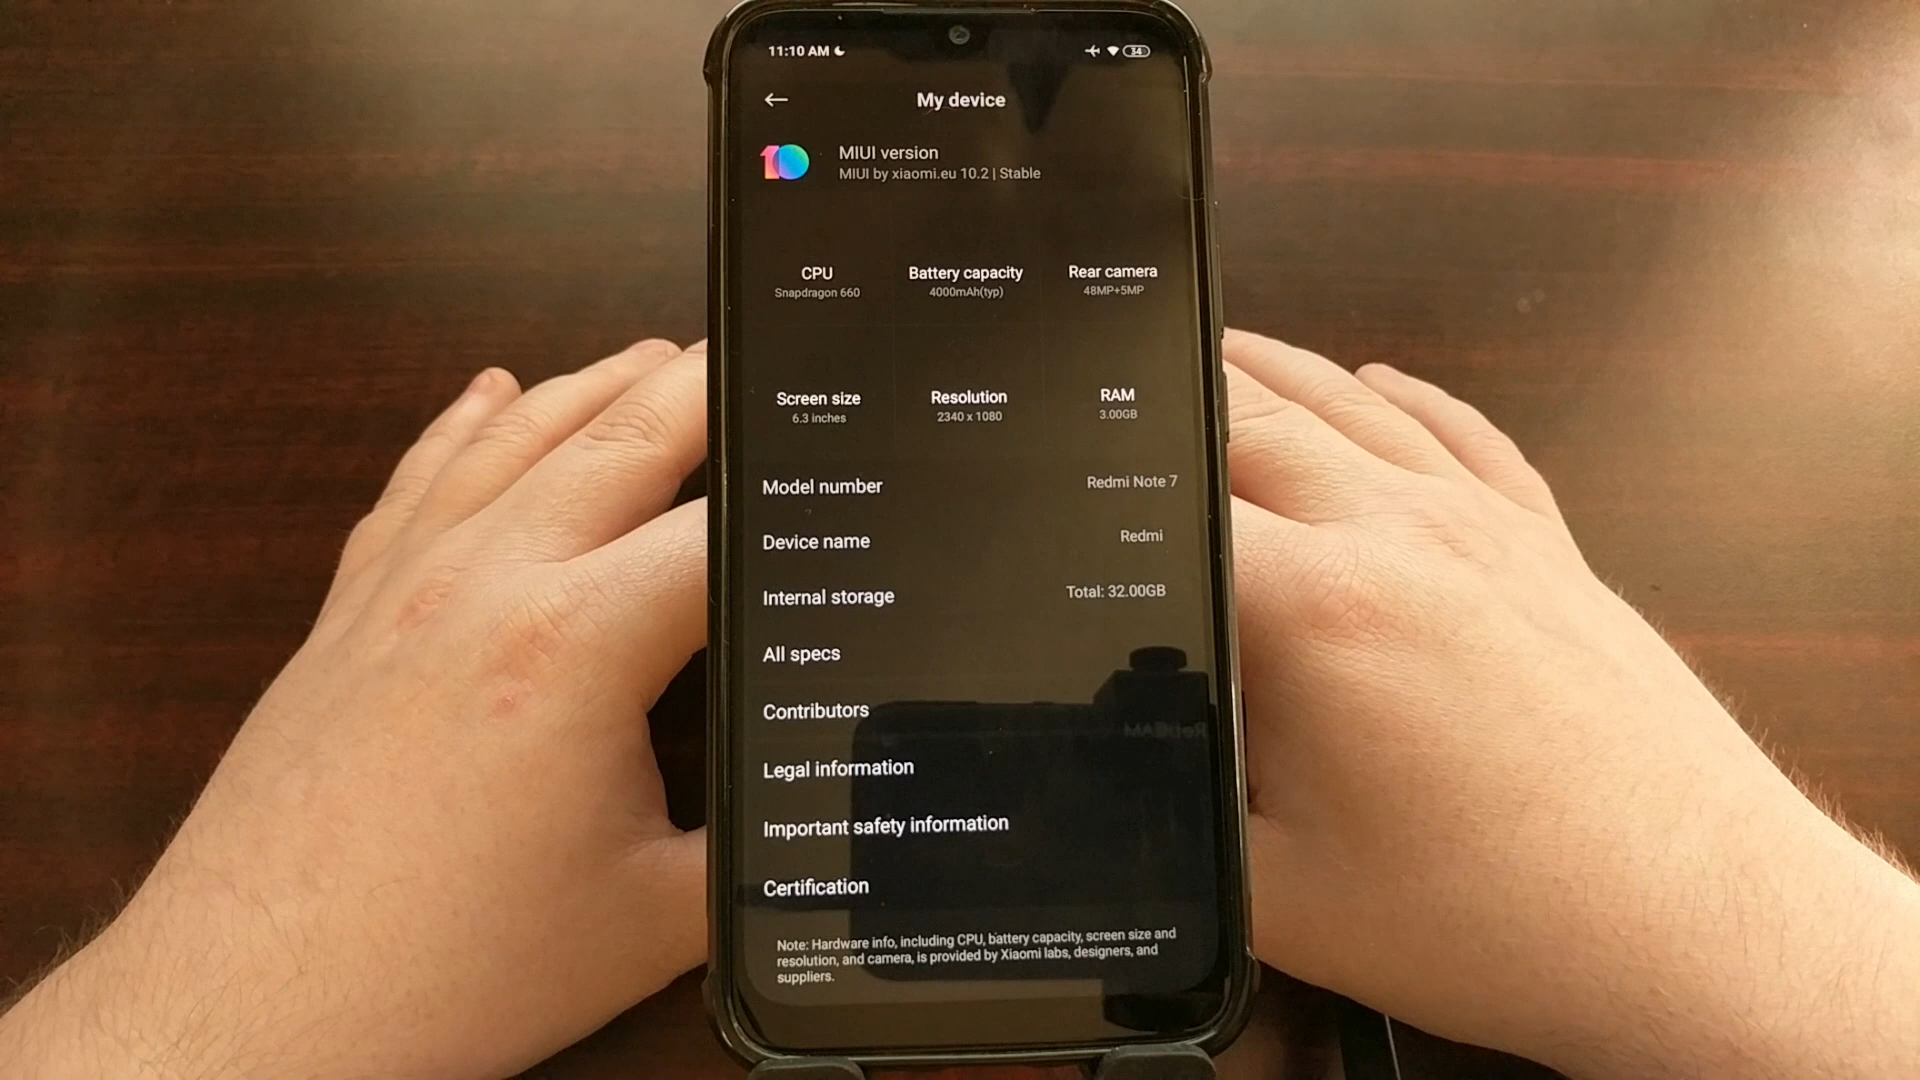 11:10 AM
34
My device
10
MIUI version
MIUI by xiaomi.eu 10.2 | Stable
CPU
Snapdragon 660
Battery capacity
4000mAh(typ)
Rear camera
48MP+5MP
Screen size
6.3 inches
Resolution
2340 x 1080
RAM
3.00GB
Model number
Redmi Note 7
Device name
Redmi
Internal storage
Total: 32.00GB
All specs
Contributors
Legal information
Important safety information
Certification
Note: Hardware info, including CPU, battery capacity, screen size and
resolution, and camera, is provided by Xiaomi labs, designers, and
suppliers.